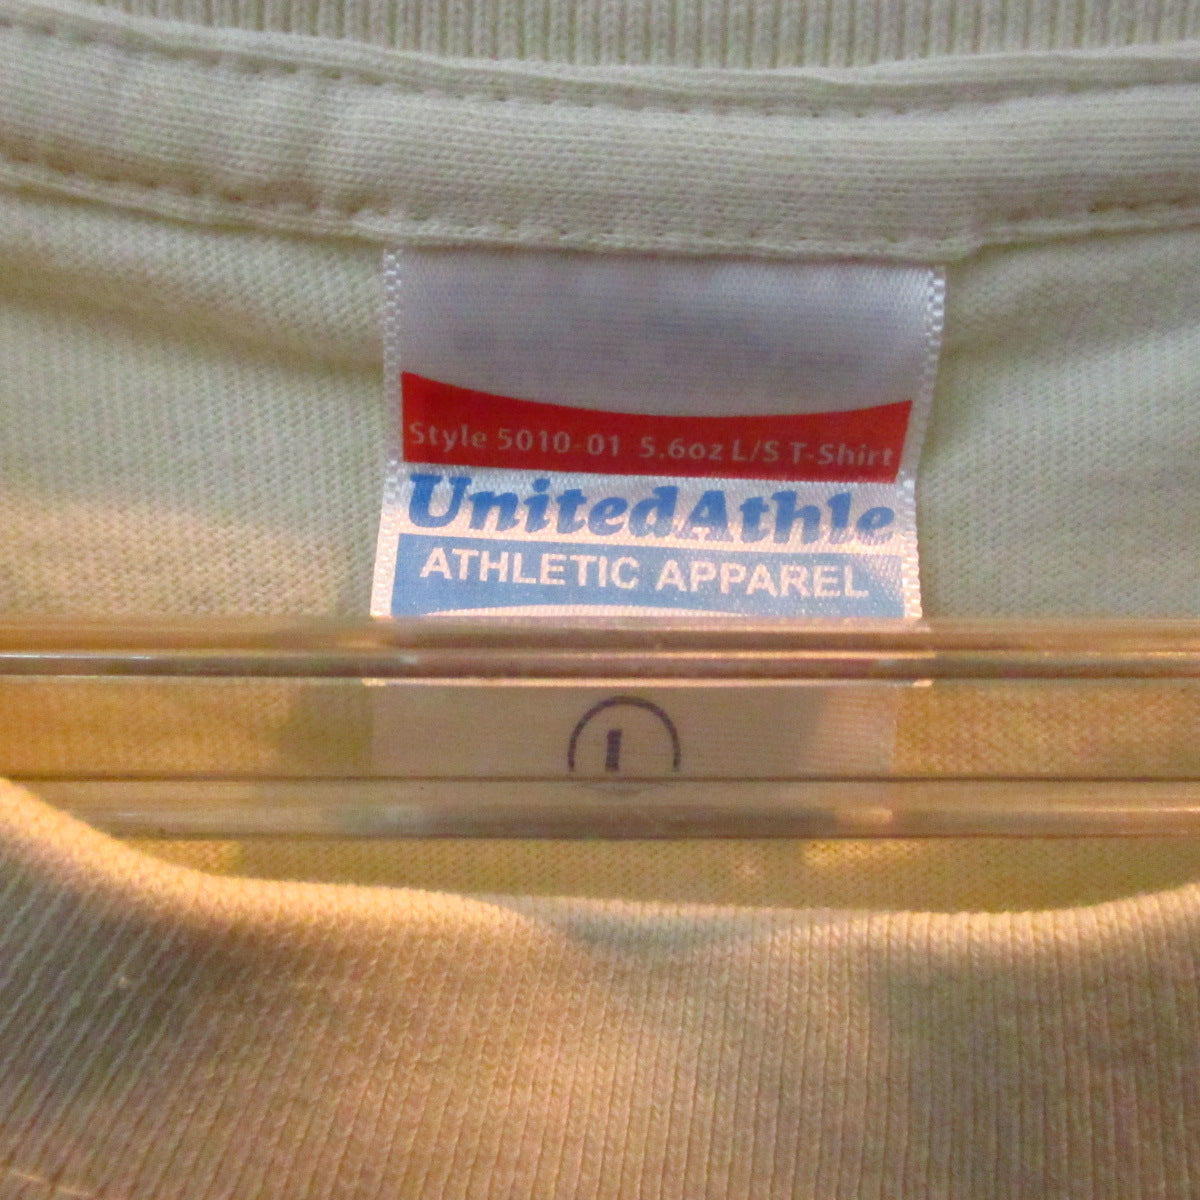 Style 5010-01 5.6oz L/S T-Shirt
UnitedAthle
ATHLETIC APPAREL
L